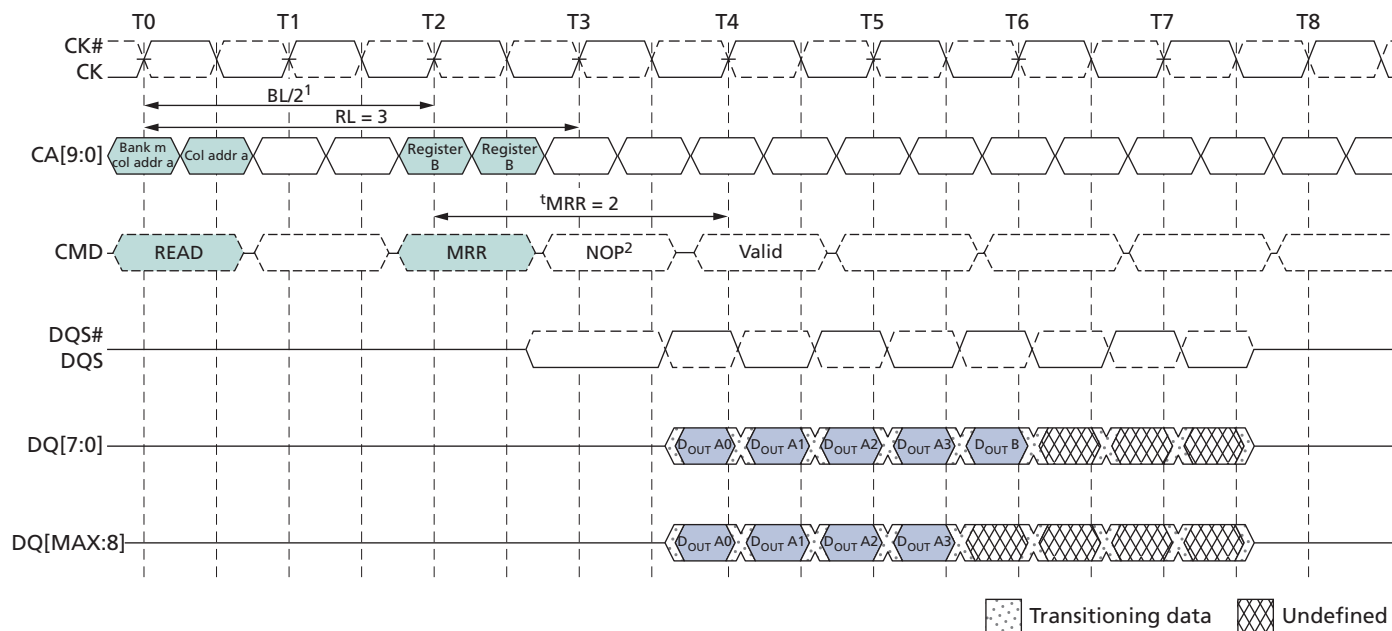 T0 T1 T2 T3 T4 T5 T6 T7 T8
CK#
CK
BL/2¹
RL = 3
CA[9:0]
Bank m
col addr a
Col addr a
Register
B
Register
B
ᵗMRR = 2
CMD
READ
MRR
NOP²
Valid
DQS#
DQS
DQ[7:0]
DOUT A0
DOUT A1
DOUT A2
DOUT A3
DOUT B
DQ[MAX:8]
DOUT A0
DOUT A1
DOUT A2
DOUT A3
Transitioning data
Undefined